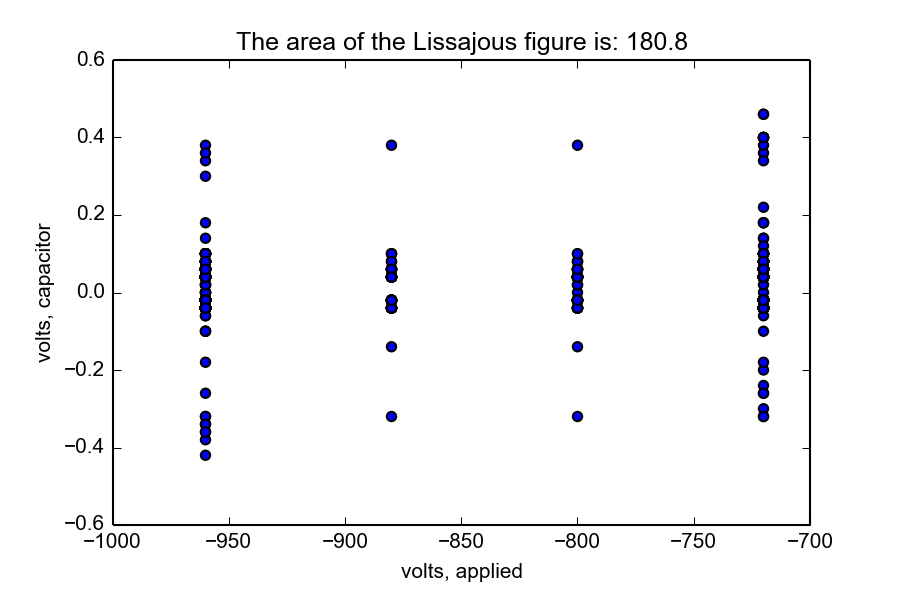 The area of the Lissajous figure is: 180.8
0.6
0.4
0.2
0.0
−0.2
−0.4
−0.6
−1000 −950 −900 −850 −800 −750 −700
volts, applied
volts, capacitor